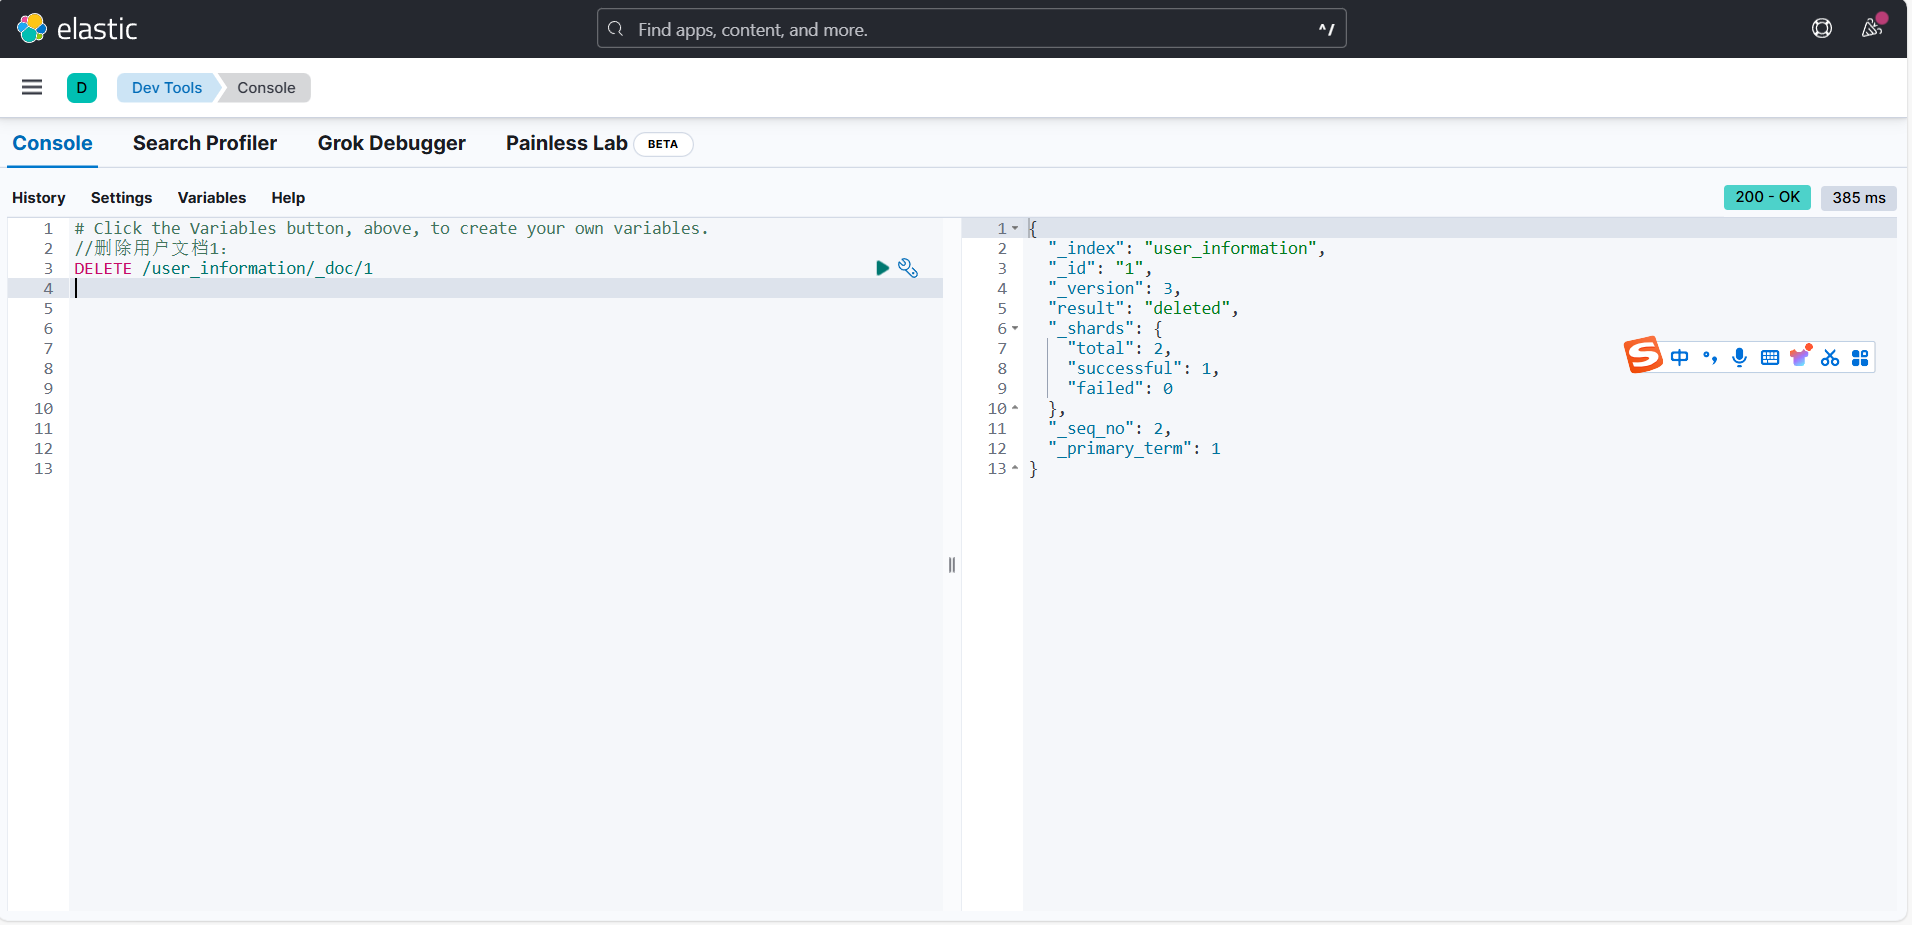 elastic
Find apps, content, and more.
^/
D
Dev Tools
Console
Console
Search Profiler
Grok Debugger
Painless Lab
BETA
History
Settings
Variables
Help
200 - OK
385 ms
1 # Click the Variables button, above, to create your own variables.
2 //删除用户文档1:
3 DELETE /user_information/_doc/1
4
5
6
7
8
9
10
11
12
13
1 {
2 "_index": "user_information",
3 "_id": "1",
4 "_version": 3,
5 "result": "deleted",
6 "_shards": {
7 "total": 2,
8 "successful": 1,
9 "failed": 0
10 },
11 "_seq_no": 2,
12 "_primary_term": 1
13 }
S 中